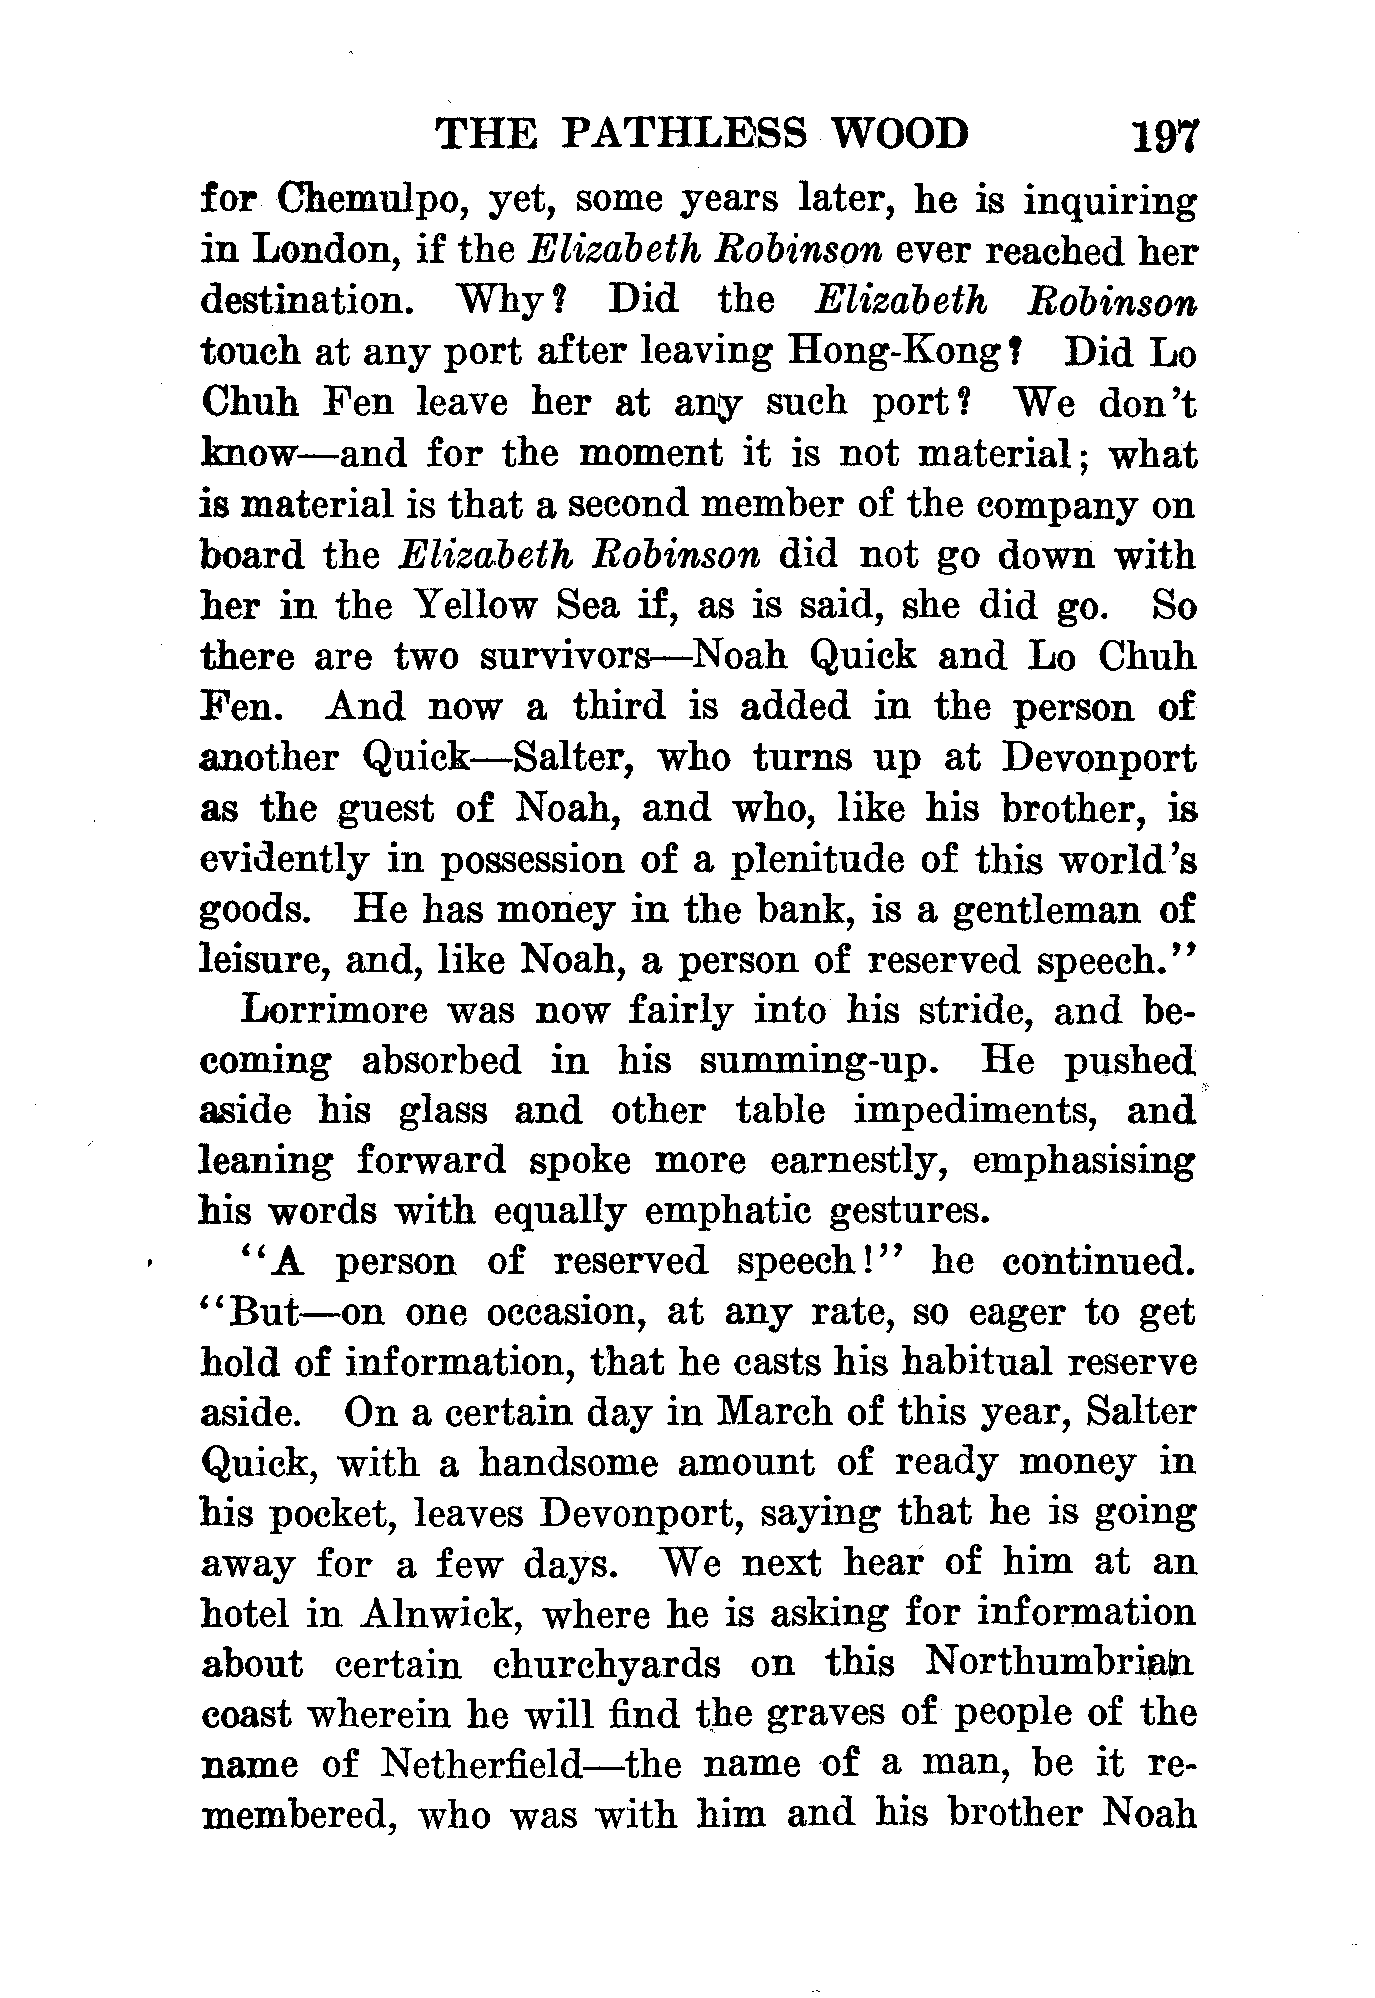 THE PATHLESS WOOD 197
for Chemulpo, yet, some years later, he is inquiring
in London, if the Elizabeth Robinson ever reached her
destination. Why? Did the Elizabeth Robinson
touch at any port after leaving Hong-Kong? Did Lo
Chuh Fen leave her at any such port? We don't
know—and for the moment it is not material; what
is material is that a second member of the company on
board the Elizabeth Robinson did not go down with
her in the Yellow Sea if, as is said, she did go. So
there are two survivors—Noah Quick and Lo Chuh
Fen. And now a third is added in the person of
another Quick—Salter, who turns up at Devonport
as the guest of Noah, and who, like his brother, is
evidently in possession of a plenitude of this world's
goods. He has money in the bank, is a gentleman of
leisure, and, like Noah, a person of reserved speech."
Lorrimore was now fairly into his stride, and be-
coming absorbed in his summing-up. He pushed
aside his glass and other table impediments, and
leaning forward spoke more earnestly, emphasising
his words with equally emphatic gestures.
"A person of reserved speech!" he continued.
"But—on one occasion, at any rate, so eager to get
hold of information, that he casts his habitual reserve
aside. On a certain day in March of this year, Salter
Quick, with a handsome amount of ready money in
his pocket, leaves Devonport, saying that he is going
away for a few days. We next hear of him at an
hotel in Alnwick, where he is asking for information
about certain churchyards on this Northumbrian
coast wherein he will find the graves of people of the
name of Netherfield—the name of a man, be it re-
membered, who was with him and his brother Noah